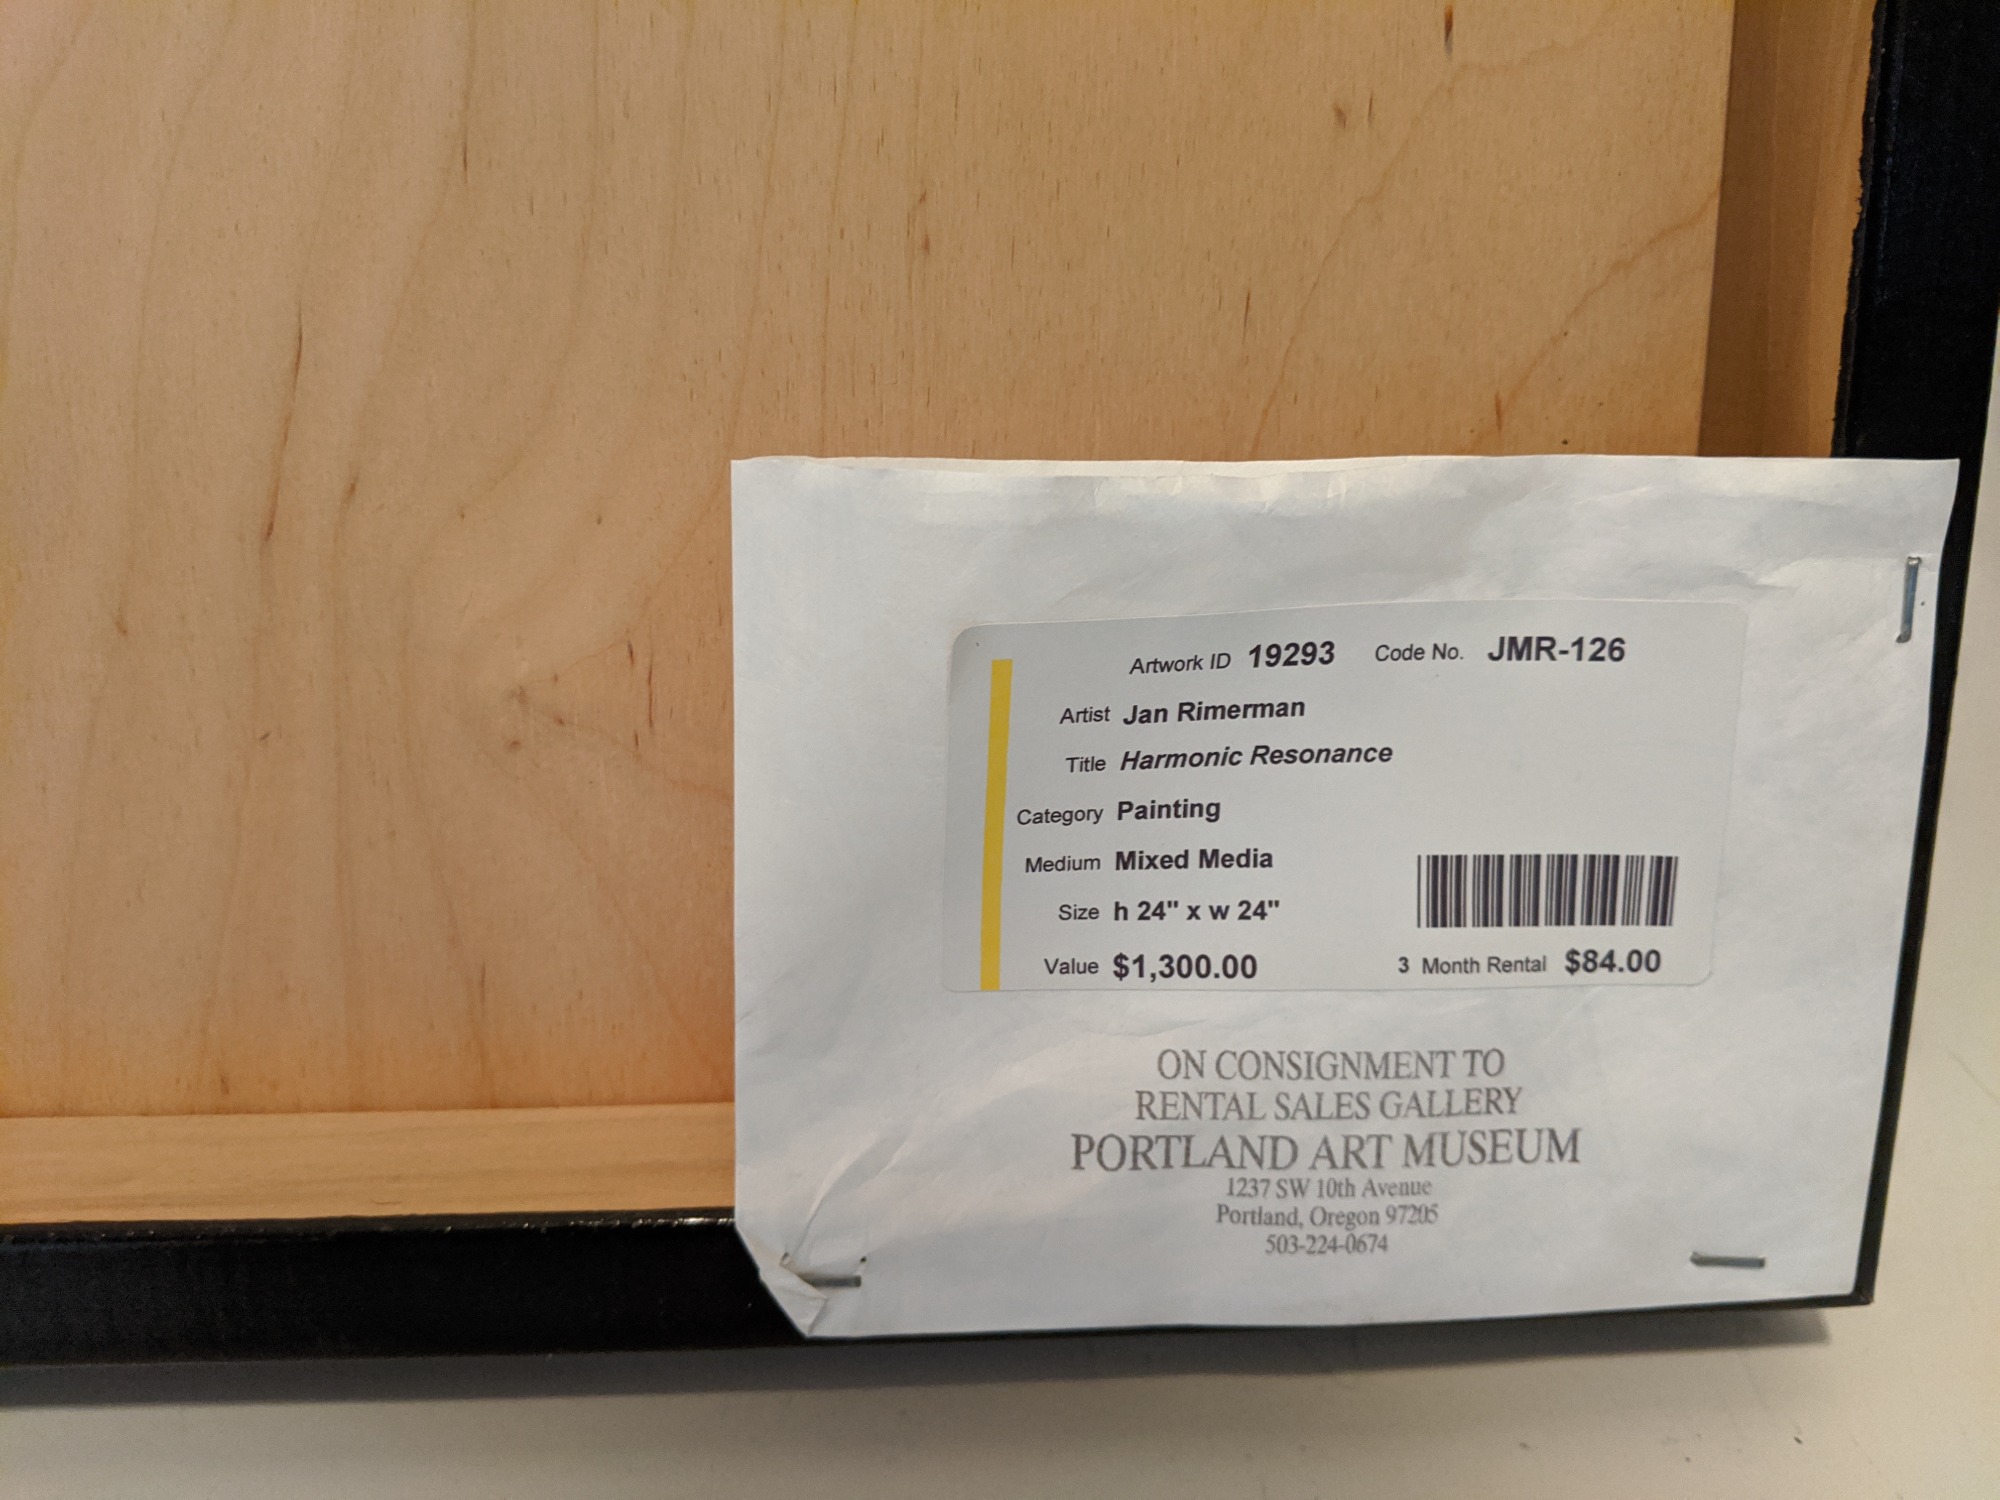 Artwork ID 19293 Code No. JMR-126
Artist Jan Rimerman
Title Harmonic Resonance
Category Painting
Medium Mixed Media
Size h 24" x w 24"
Value $1,300.00 3 Month Rental $84.00
ON CONSIGNMENT TO
RENTAL SALES GALLERY
PORTLAND ART MUSEUM
1237 SW 10th Avenue
Portland, Oregon 97205
503-224-0674